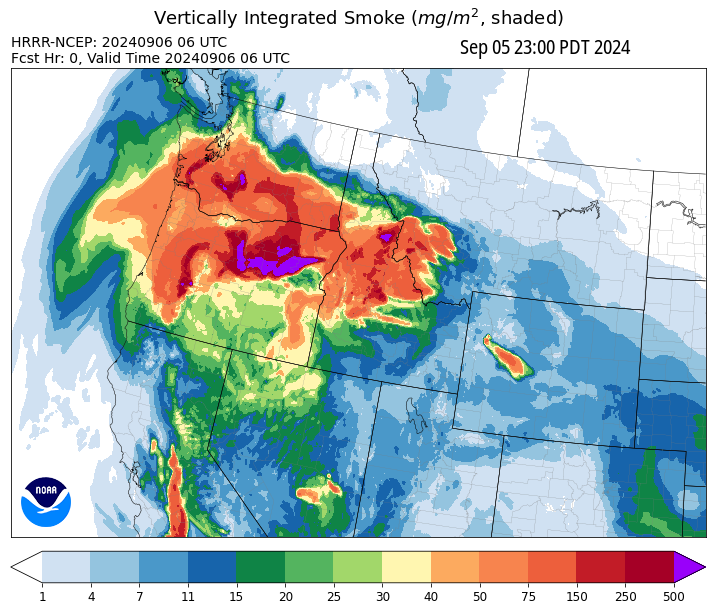 Vertically Integrated Smoke (mg/m², shaded)
HRRR-NCEP: 20240906 06 UTC
Fcst Hr: 0, Valid Time 20240906 06 UTC
Sep 05 23:00 PDT 2024
NOAA
1 4 7 11 15 20 25 30 40 50 75 150 250 500